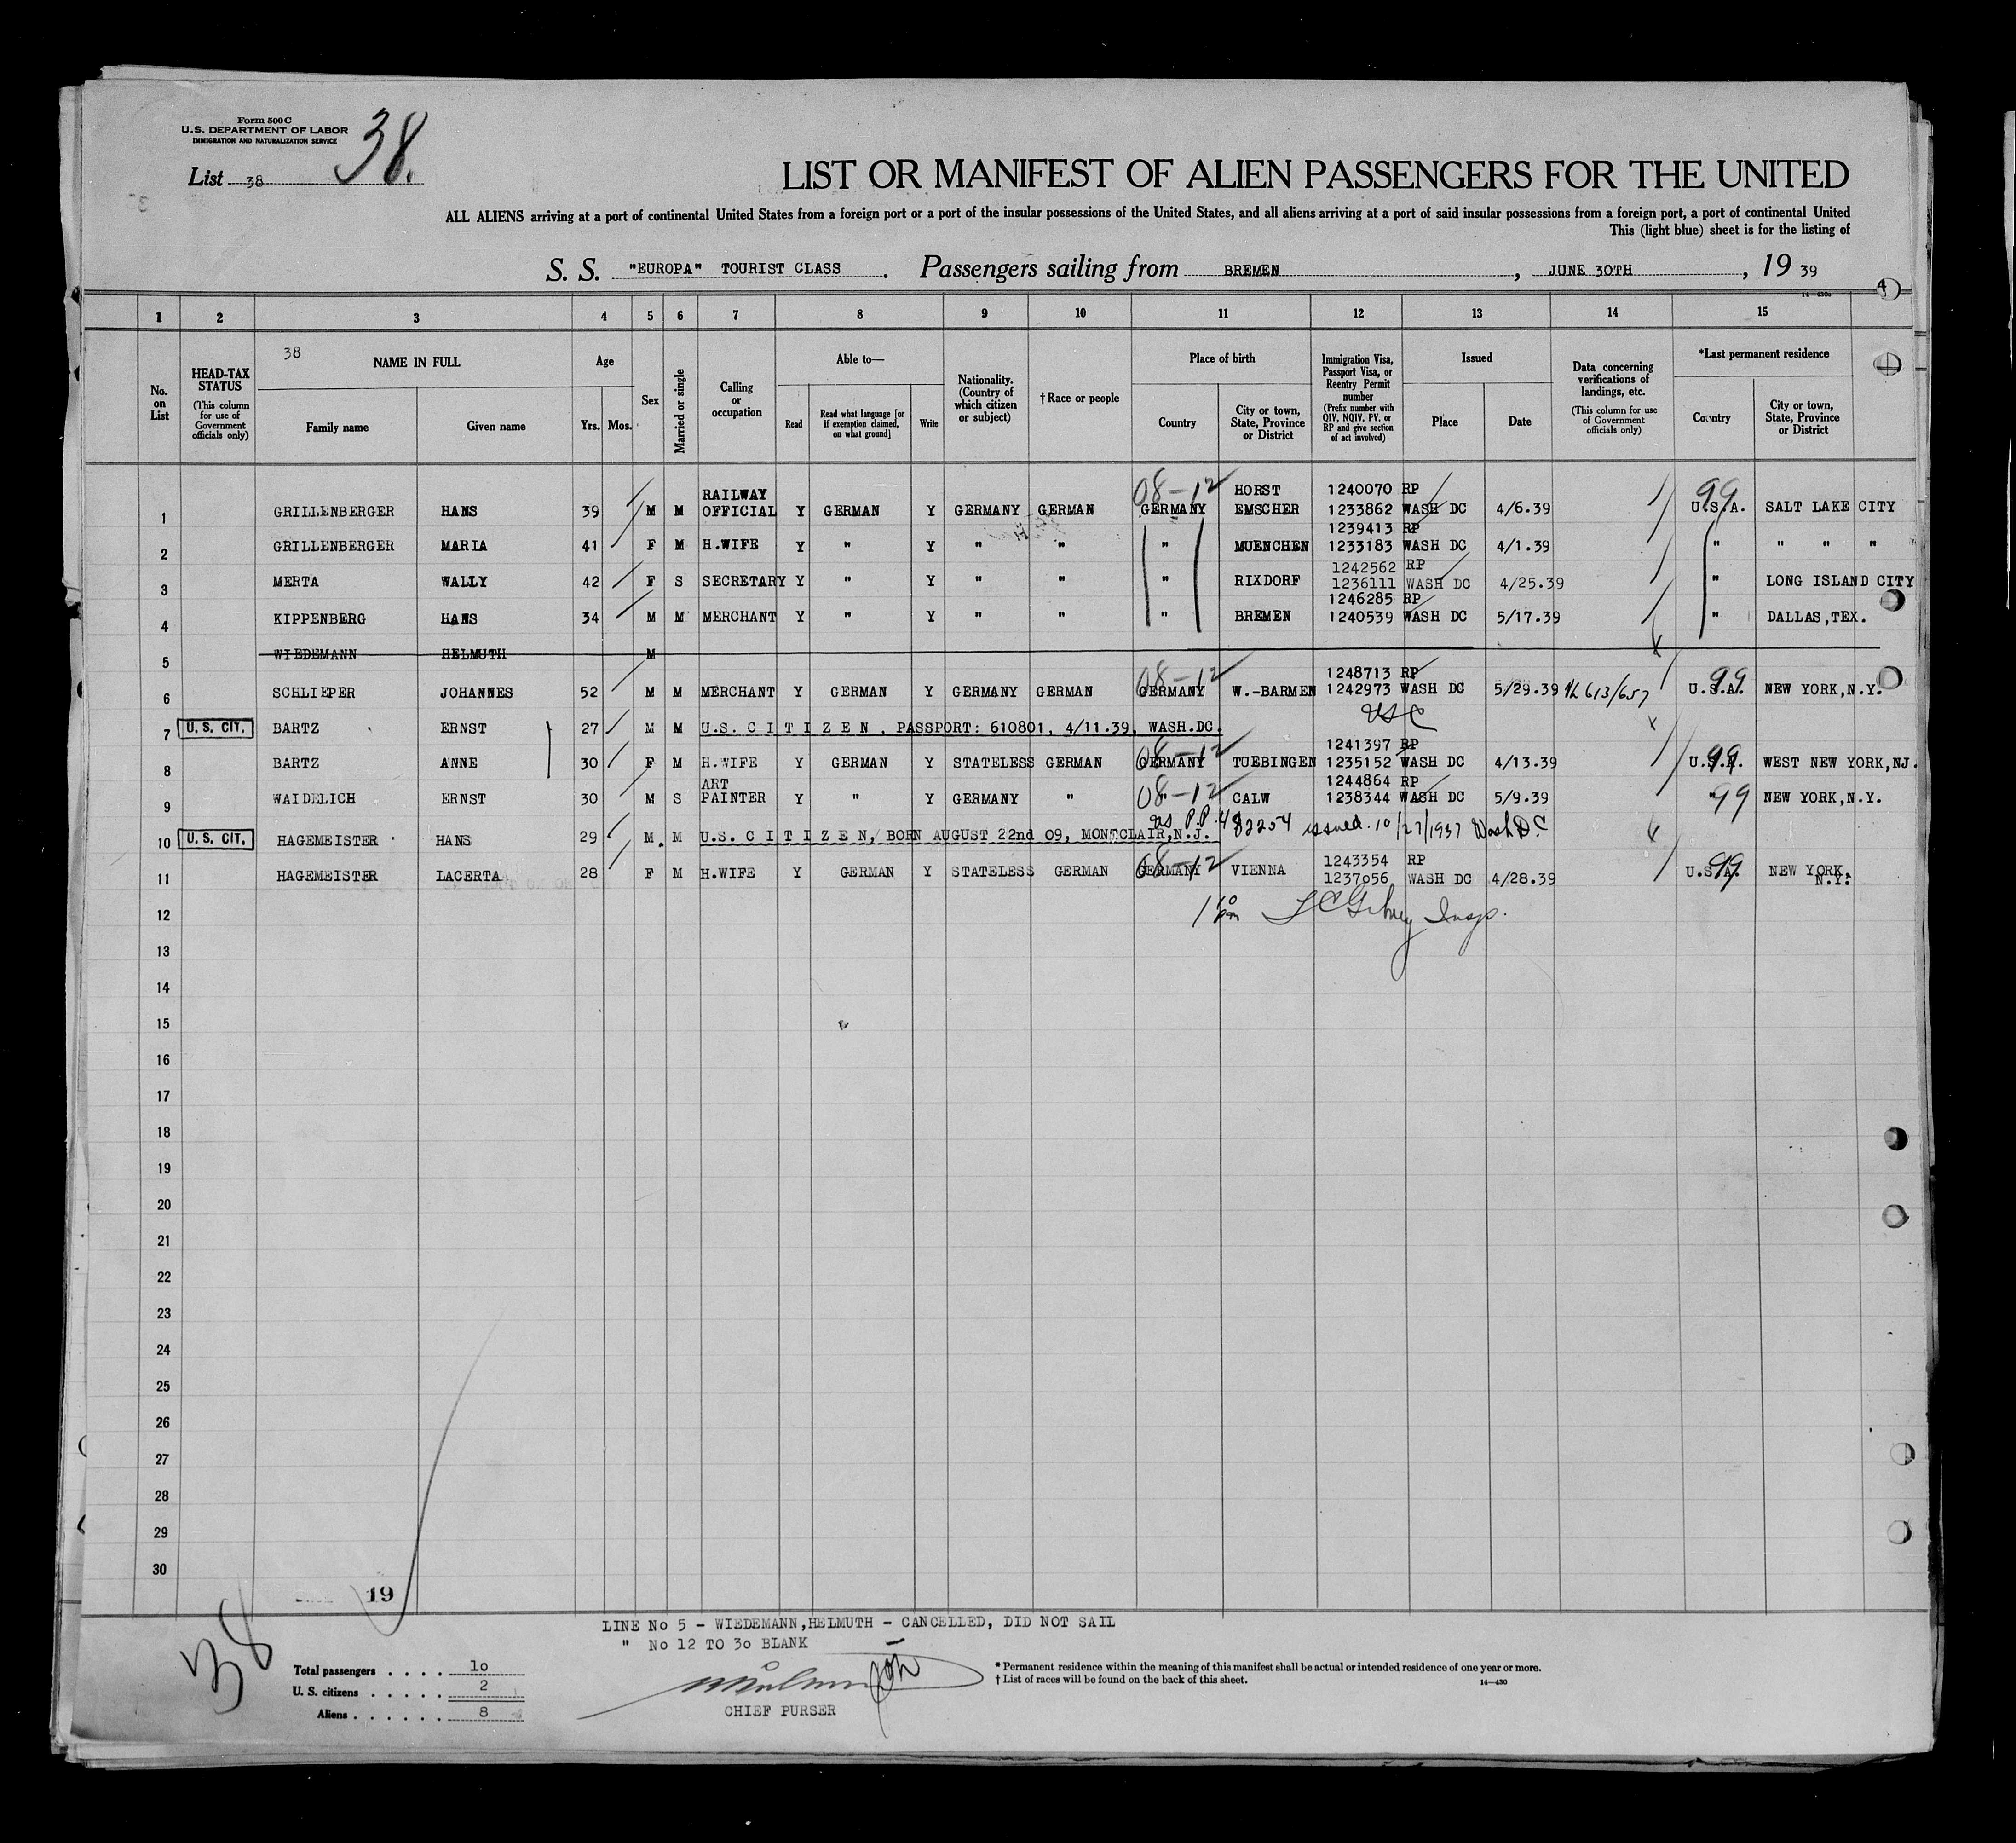 Form 500 C
U.S. DEPARTMENT OF LABOR
IMMIGRATION AND NATURALIZATION SERVICE
List 38
38.
LIST OR MANIFEST OF ALIEN PASSENGERS FOR THE UNITED
ALL ALIENS arriving at a port of continental United States from a foreign port or a port of the insular possessions of the United States, and all aliens arriving at a port of said insular possessions from a foreign port, a port of continental United
This (light blue) sheet is for the listing of
S. S. "EUROPA" TOURIST CLASS . Passengers sailing from BREMEN , JUNE 30TH , 19 39
14—430a
4
1 2 3 4 5 6 7 8 9 10 11 12 13 14 15
No. on List
HEAD-TAX STATUS (This column for use of Government officials only)
38 NAME IN FULL
Family name Given name
Age
Yrs. Mos.
Sex
Married or single
Calling or occupation
Able to—
Read Read what language [or if exemption claimed, on what ground] Write
Nationality. (Country of which citizen or subject)
† Race or people
Place of birth
Country City or town, State, Province or District
Immigration Visa, Passport Visa, or Reentry Permit number (Prefix number with QIV, NQIV, PV, or RP and give section of act involved)
Issued
Place Date
Data concerning verifications of landings, etc. (This column for use of Government officials only)
*Last permanent residence
Country City or town, State, Province or District
RAILWAY 08-12 HORST 1240070 RP 99
1 GRILLENBERGER HANS 39 M M OFFICIAL Y GERMAN Y GERMANY GERMAN GERMANY EMSCHER 1233862 WASH DC 4/6.39 U.S.A. SALT LAKE CITY
1239413 RP
2 GRILLENBERGER MARIA 41 F M H.WIFE Y " Y " " " MUENCHEN 1233183 WASH DC 4/1.39 " " " "
1242562 RP
3 MERTA WALLY 42 F S SECRETARY Y " Y " " " RIXDORF 1236111 WASH DC 4/25.39 " LONG ISLAND CITY
1246285 RP
4 KIPPENBERG HANS 34 M M MERCHANT Y " Y " " " BREMEN 1240539 WASH DC 5/17.39 " DALLAS,TEX.
5 WIEDEMANN HELMUTH M
08-12 1248713 RP 99
6 SCHLIEPER JOHANNES 52 M M MERCHANT Y GERMAN Y GERMANY GERMAN GERMANY W.-BARMEN 1242973 WASH DC 5/29.39 613/657 U.S.A. NEW YORK,N.Y.
USC
7 U. S. CIT. BARTZ ERNST 27 M M U.S. C I T I Z E N , PASSPORT: 610801, 4/11.39, WASH.DC.
08-12 1241397 RP 99
8 BARTZ ANNE 30 F M H.WIFE Y GERMAN Y STATELESS GERMAN GERMANY TUEBINGEN 1235152 WASH DC 4/13.39 U.S.A. WEST NEW YORK,NJ.
ART 08-12 1244864 RP
9 WAIDELICH ERNST 30 M S PAINTER Y " Y GERMANY " " CALW 1238344 WASH DC 5/9.39 " 99 NEW YORK,N.Y.
us P.P. 482254 issued 10/27/1937 Wash D.C
10 U. S. CIT. HAGEMEISTER HANS 29 M. M U.S. C I T I Z E N, BORN AUGUST 22nd 09, MONTCLAIR,N.J.
08-12 1243354 RP 99
11 HAGEMEISTER LACERTA 28 F M H.WIFE Y GERMAN Y STATELESS GERMAN GERMANY VIENNA 1237056 WASH DC 4/28.39 U.S.A. NEW YORK, N.Y.
12 Insp.
13
14
15
16
17
18
19
20
21
22
23
24
25
26
27
28
29
30
19
38
LINE No 5 - WIEDEMANN,HELMUTH - CANCELLED, DID NOT SAIL
" No 12 TO 30 BLANK
Total passengers . . . . 10
U. S. citizens . . . . . 2
Aliens . . . . . . 8
CHIEF PURSER
* Permanent residence within the meaning of this manifest shall be actual or intended residence of one year or more.
† List of races will be found on the back of this sheet.
14—430